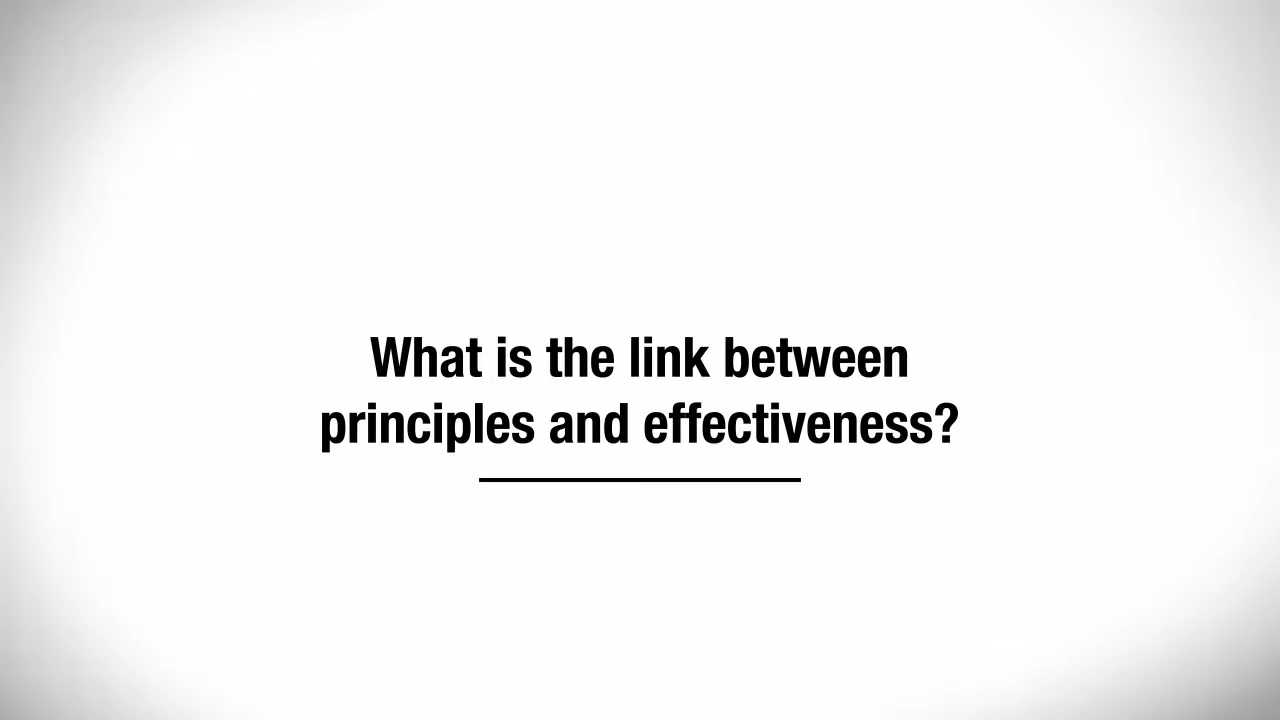 What is the link between
principles and effectiveness?